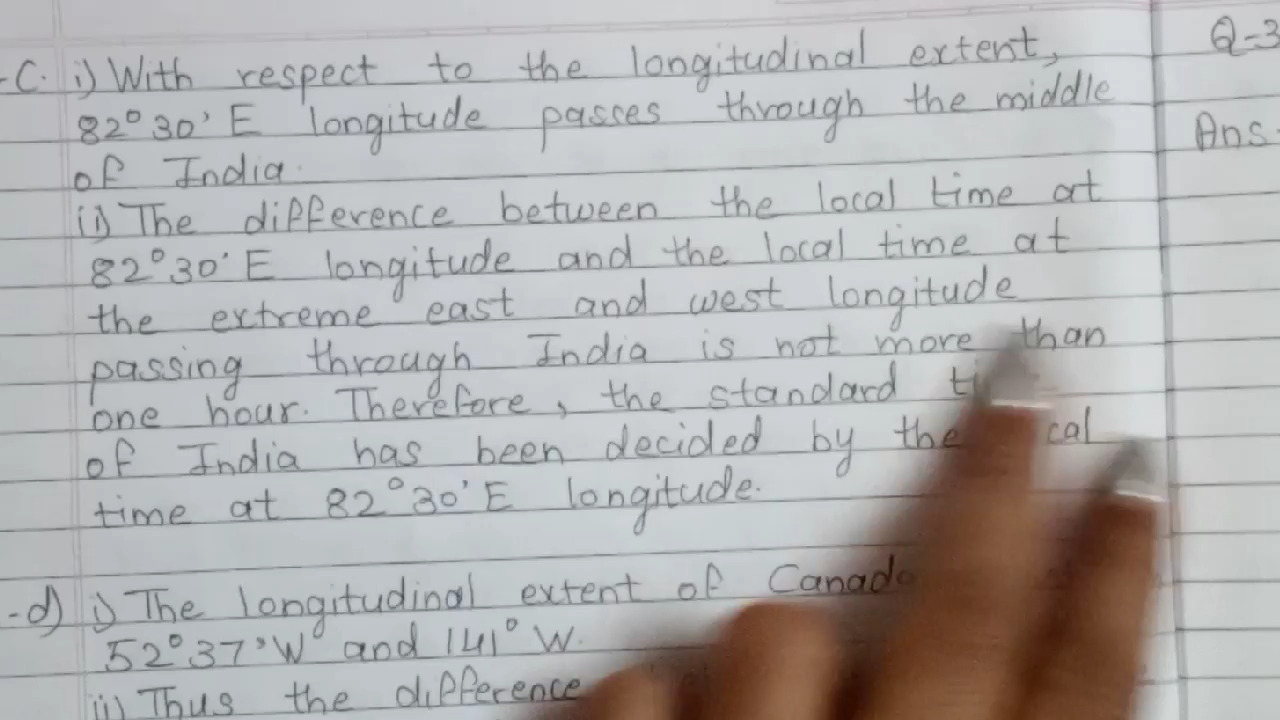 -C. i) With respect to the longitudinal extent,
82° 30' E longitude passes through the middle
of India.
ii) The difference between the local time at
82° 30' E longitude and the local time at
the extreme east and west longitude
passing through India is not more than
one hour. Therefore, the standard
of India has been decided by the
time at 82° 30' E longitude.
-d) i) The longitudinal extent of Canada
52° 37' W and 141° W.
ii) Thus the difference
Q-3
Ans.